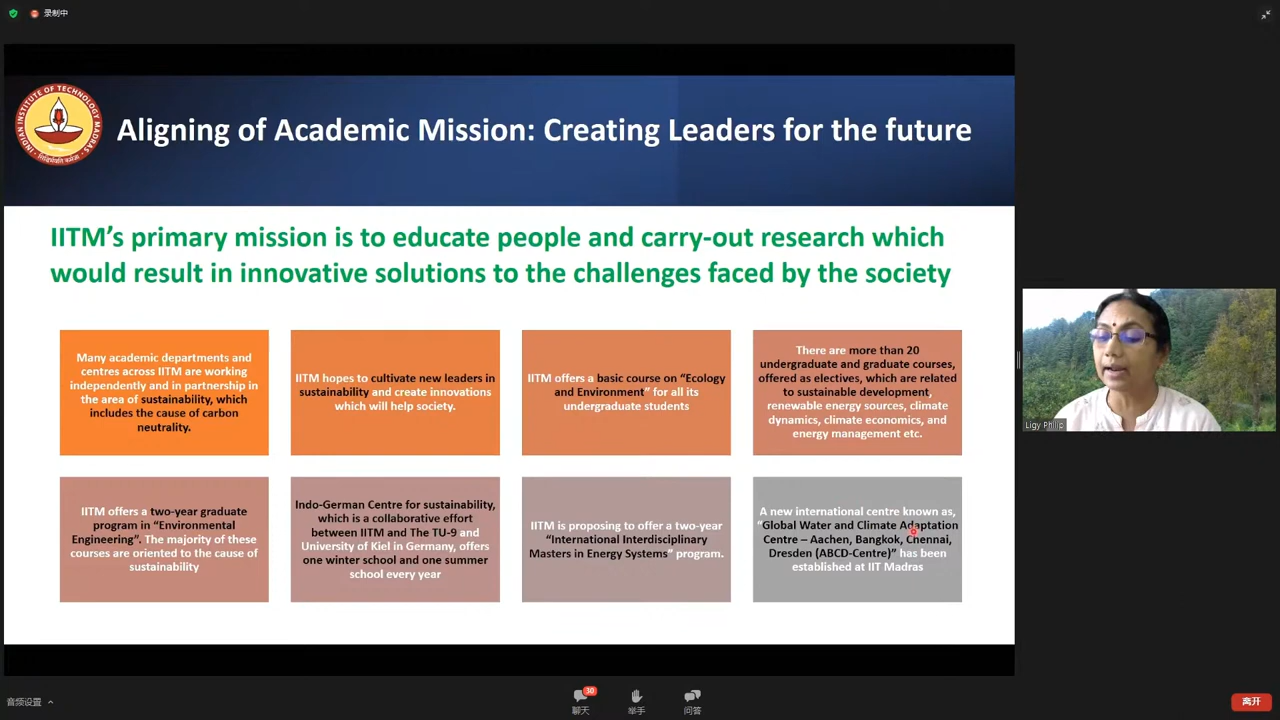 录制中
INDIAN INSTITUTE OF TECHNOLOGY MADRAS
सिद्धिर्भवति कर्मजा
Aligning of Academic Mission: Creating Leaders for the future
IITM’s primary mission is to educate people and carry-out research which
would result in innovative solutions to the challenges faced by the society
Many academic departments and
centres across IITM are working
independently and in partnership in
the area of sustainability, which
includes the cause of carbon
neutrality.
IITM hopes to cultivate new leaders in
sustainability and create innovations
which will help society.
IITM offers a basic course on “Ecology
and Environment” for all its
undergraduate students
There are more than 20
undergraduate and graduate courses,
offered as electives, which are related
to sustainable development,
renewable energy sources, climate
dynamics, climate economics, and
energy management etc.
IITM offers a two-year graduate
program in “Environmental
Engineering”. The majority of these
courses are oriented to the cause of
sustainability
Indo-German Centre for sustainability,
which is a collaborative effort
between IITM and The TU-9 and
University of Kiel in Germany, offers
one winter school and one summer
school every year
IITM is proposing to offer a two-year
“International Interdisciplinary
Masters in Energy Systems” program.
A new international centre known as,
“Global Water and Climate Adaptation
Centre – Aachen, Bangkok, Chennai,
Dresden (ABCD-Centre)” has been
established at IIT Madras
Ligy Philip
音频设置
30
聊天
举手
问答
离开